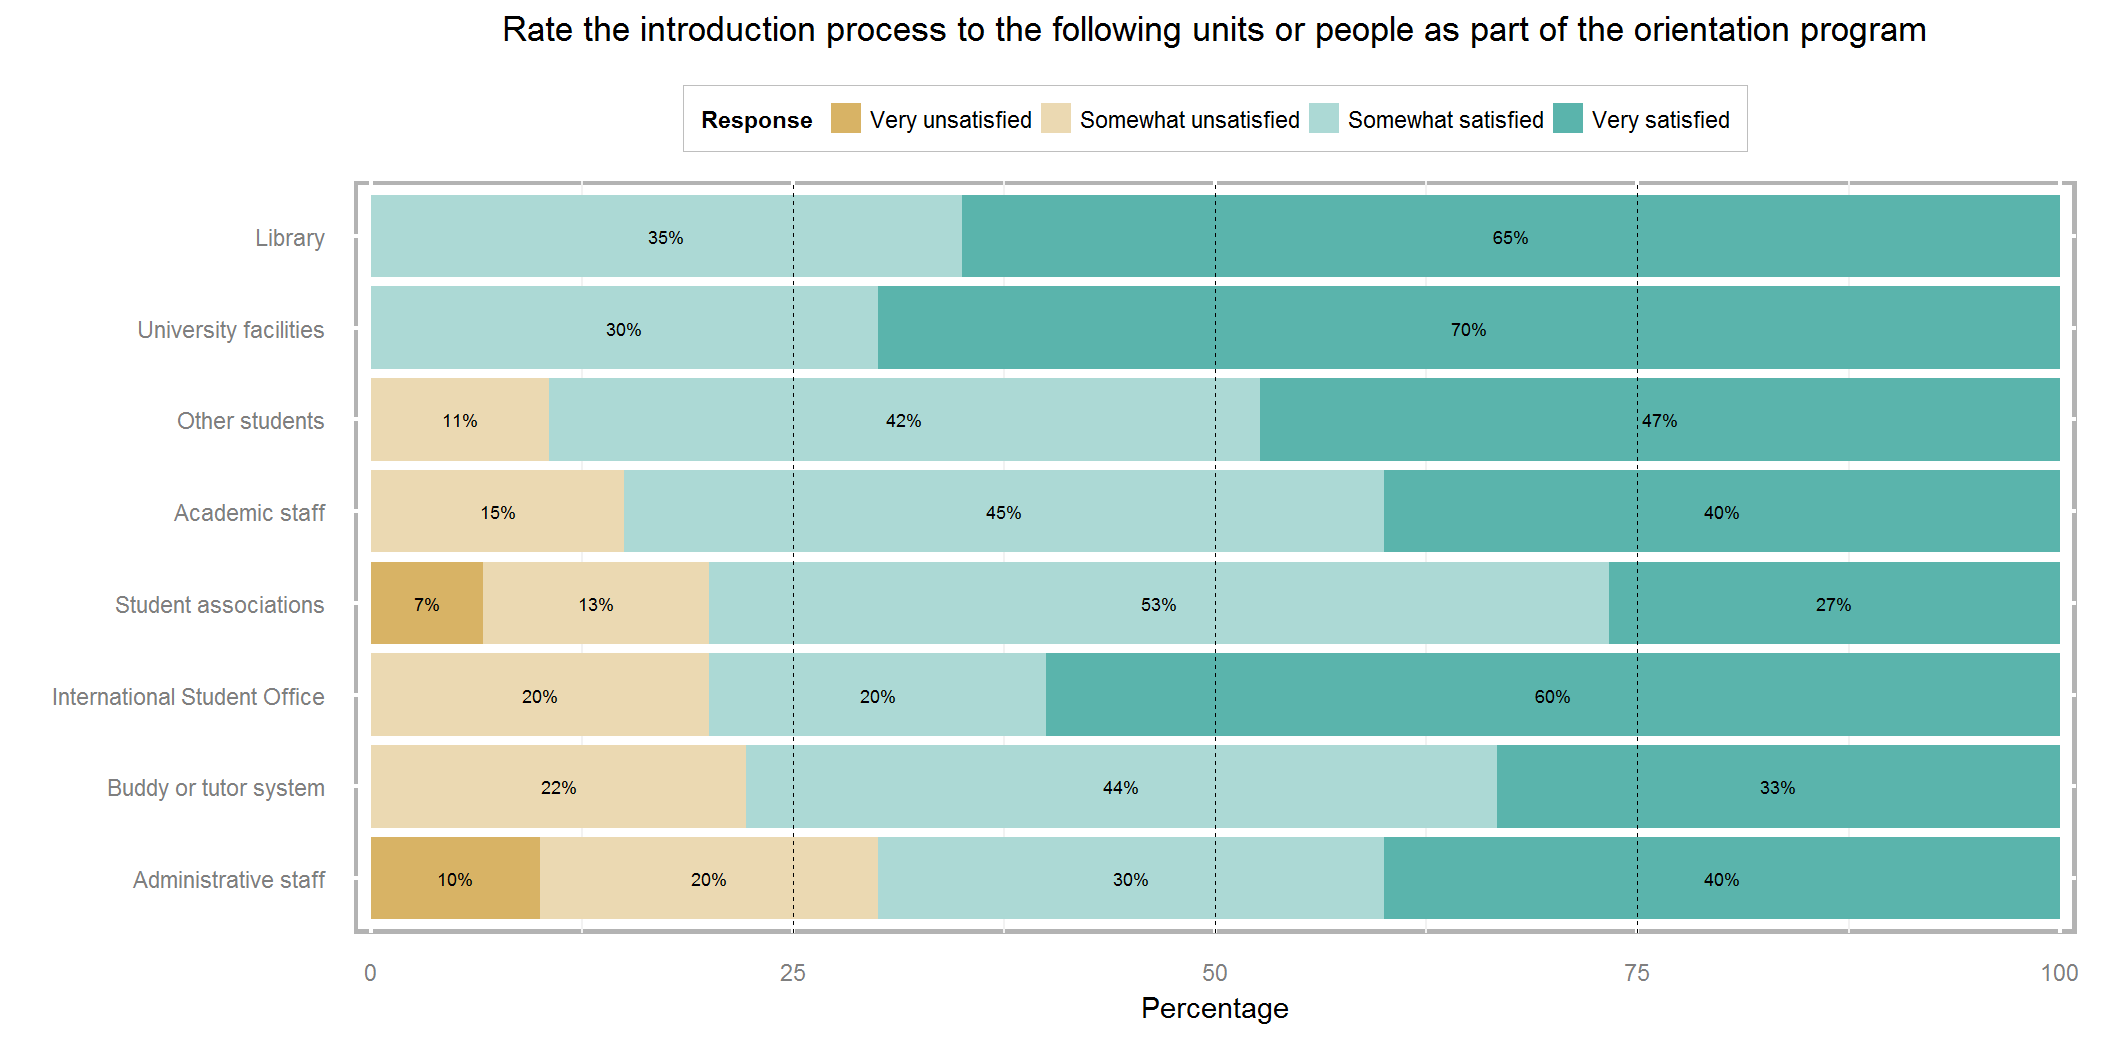 Rate the introduction process to the following units or people as part of the orientation program
Response Very unsatisfied Somewhat unsatisfied Somewhat satisfied Very satisfied
Library 35% 65%
University facilities 30% 70%
Other students 11% 42% 47%
Academic staff 15% 45% 40%
Student associations 7% 13% 53% 27%
International Student Office 20% 20% 60%
Buddy or tutor system 22% 44% 33%
Administrative staff 10% 20% 30% 40%
0 25 50 75 100
Percentage